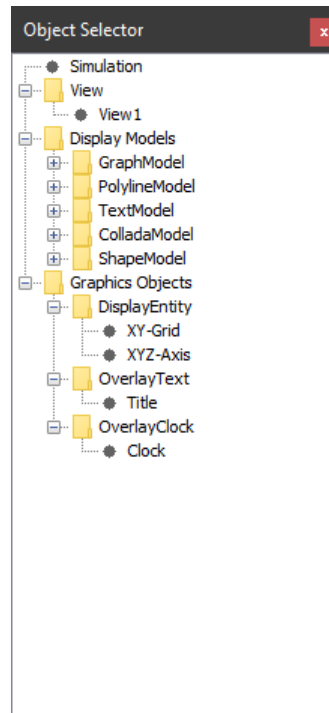 Object Selector
x
Simulation
View
View1
Display Models
GraphModel
PolylineModel
TextModel
ColladaModel
ShapeModel
Graphics Objects
DisplayEntity
XY-Grid
XYZ-Axis
OverlayText
Title
OverlayClock
Clock